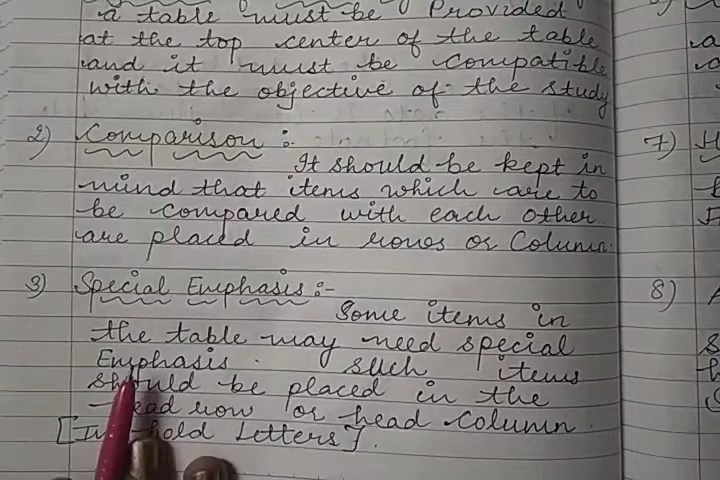 a table must be Provided
at the top center of the table
and it must be compatible
with the objective of the study
2) Comparison :-
It should be kept in
mind that items which are to
be compared with each other
are placed in rows or Column
3) Special Emphasis :-
Some items in
the table may need special
Emphasis. Such items
should be placed in the
head row or head column.
[In bold Letters].
7)
8)